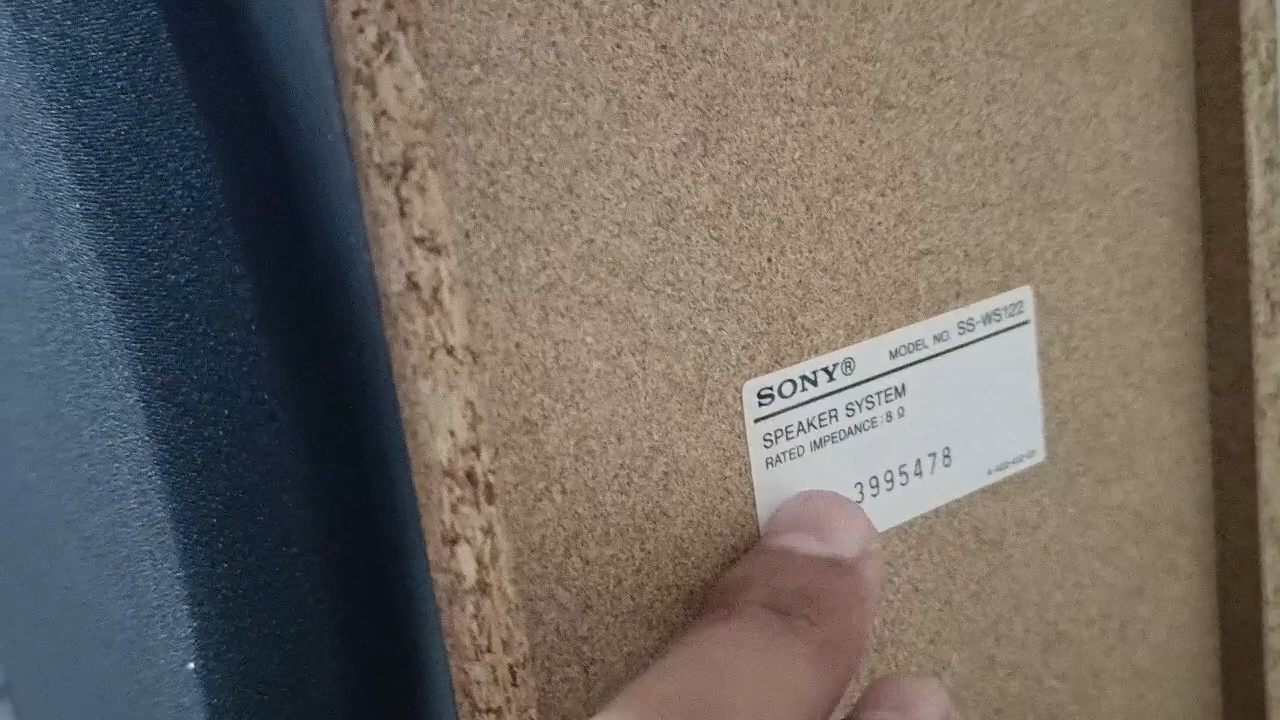 SONY® MODEL NO. SS-WS122
SPEAKER SYSTEM
RATED IMPEDANCE: 8 Ω
3995478